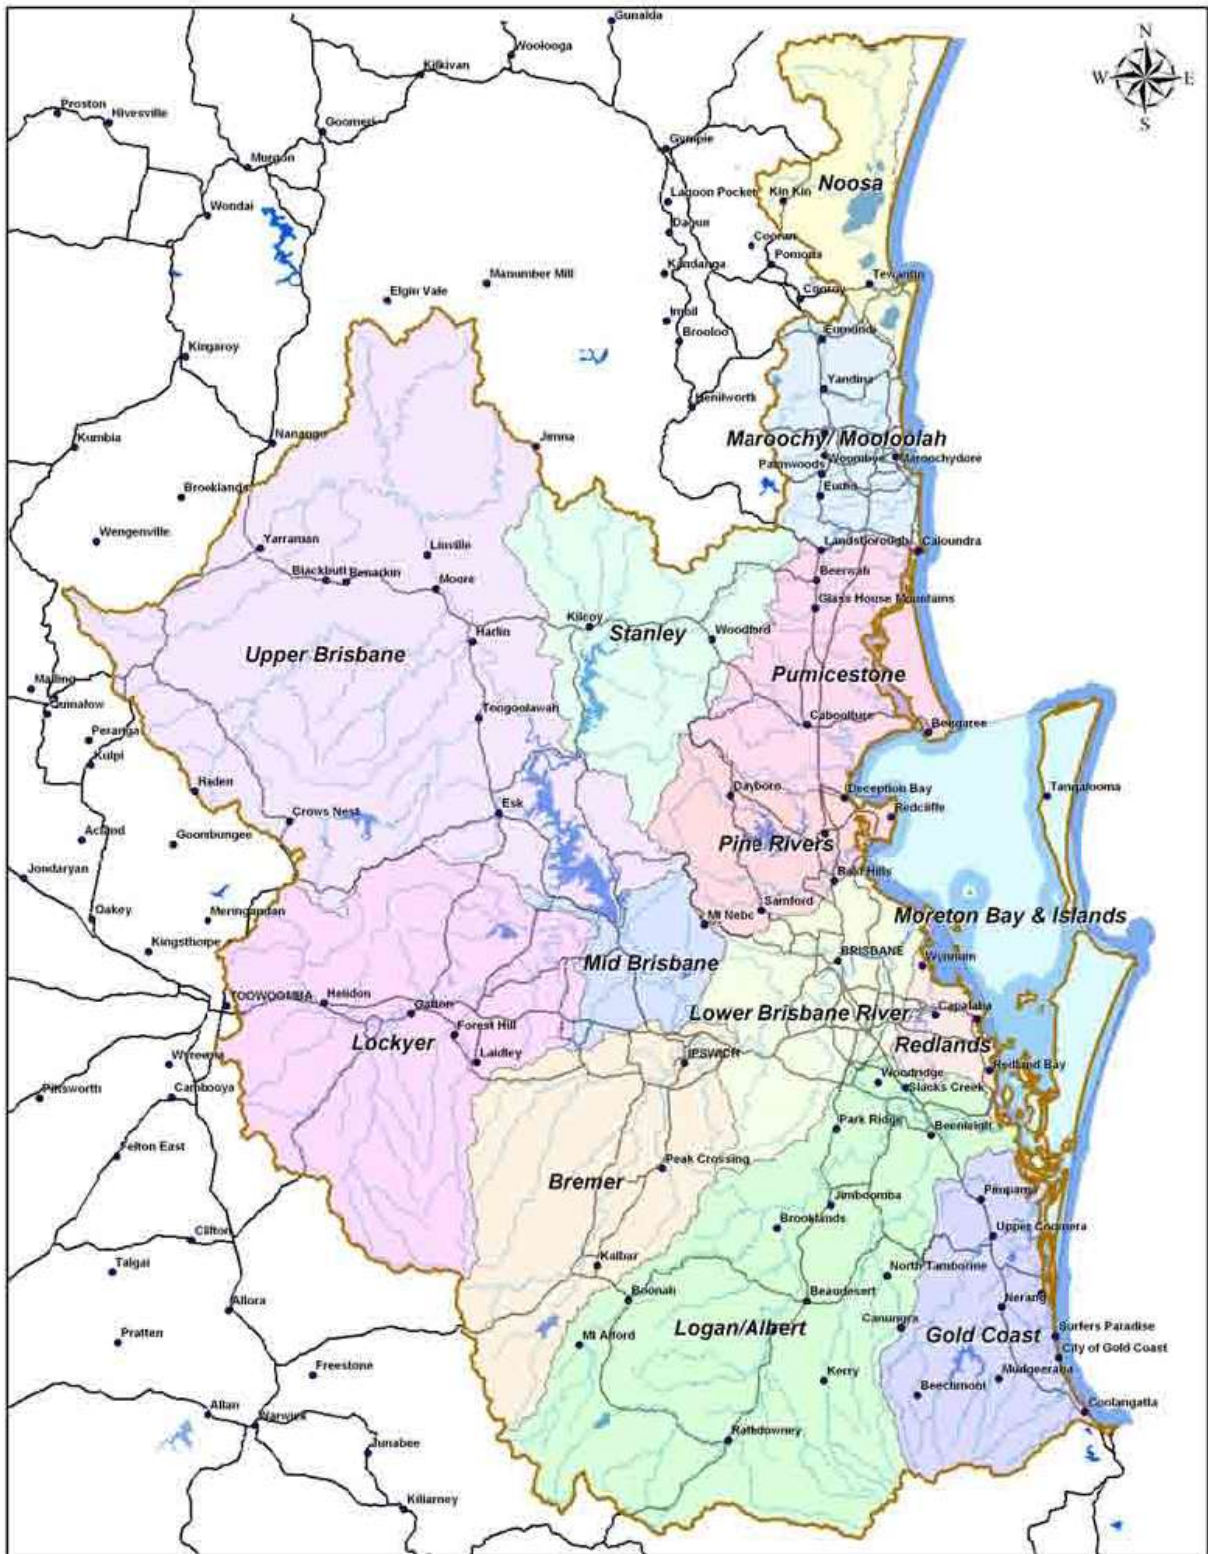 Gunalda
N
Woolooga
Kilkivan
W
E
Proston
Hivesville
Goomeri
S
Gympie
Murgon
Noosa
Lagoon Pocket
Kin Kin
Wondai
Dagun
Cooran
Kandanga
Pomona
Manumber Mill
Tewantin
Elgin Vale
Cooroy
Imbil
Brooloo
Eumundi
Kingaroy
Yandina
Kenilworth
Kumbia
Nanango
Jimna
Maroochy/ Mooloolah
Woombye
Maroochydore
Palmwoods
Brooklands
Eudlo
Wengenville
Yarraman
Linville
Landsborough
Caloundra
Blackbutt
Benarkin
Moore
Beerwah
Glass House Mountains
Kilcoy
Harlin
Stanley
Woodford
Upper Brisbane
Pumicestone
Maling
Quinalow
Toogoolawah
Caboolture
Bongaree
Peranga
Kulpi
Haden
Dayboro
Deception Bay
Tangalooma
Crows Nest
Esk
Redcliffe
Acland
Goombungee
Pine Rivers
Jondaryan
Bald Hills
Oakey
Meringandan
Samford
Mt Nebo
Moreton Bay & Islands
Kingsthorpe
BRISBANE
Mid Brisbane
Wynnum
TOOWOOMBA
Helidon
Gatton
Lower Brisbane River
Capalaba
Forest Hill
Lockyer
Redlands
Laidley
IPSWICH
Wyreema
Redland Bay
Pittsworth
Cambooya
Woodridge
Slacks Creek
Park Ridge
Beenleigh
Felton East
Peak Crossing
Bremer
Pimpama
Jimboomba
Brooklands
Upper Coomera
Clifton
Talgai
Kalbar
North Tamborine
Boonah
Beaudesert
Nerang
Allora
Canungra
Logan/Albert
Gold Coast
Surfers Paradise
Pratten
Mt Alford
City of Gold Coast
Freestone
Kerry
Mudgeeraba
Beechmont
Allan
Warwick
Coolangatta
Rathdowney
Junabee
Killarney